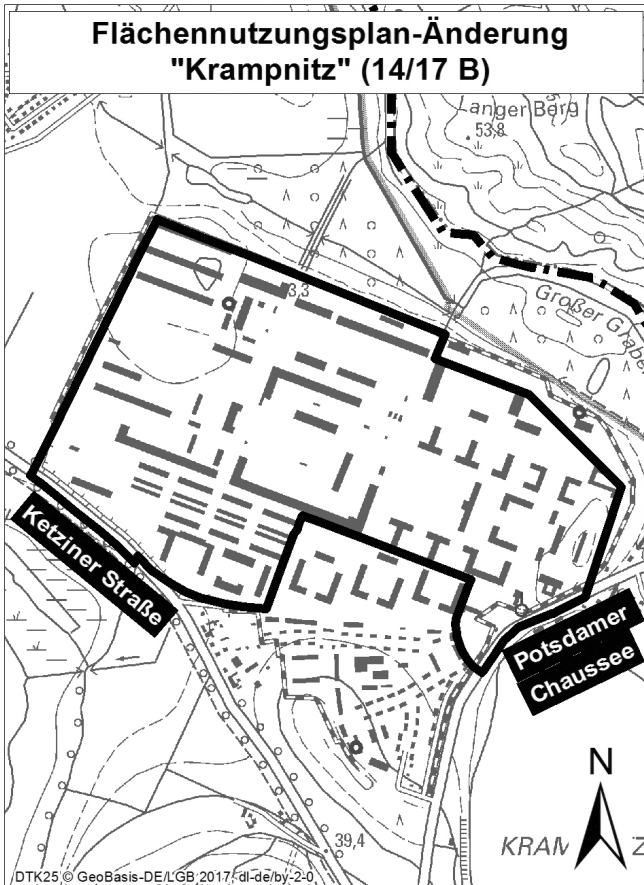 Flächennutzungsplan-Änderung
"Krampnitz" (14/17 B)
Langer Berg
53,8
3,3
Großer Graben
Ketziner Straße
Potsdamer
Chaussee
N
39,4
KRAM Z
DTK25 © GeoBasis-DE/LGB 2017, dl-de/by-2-0